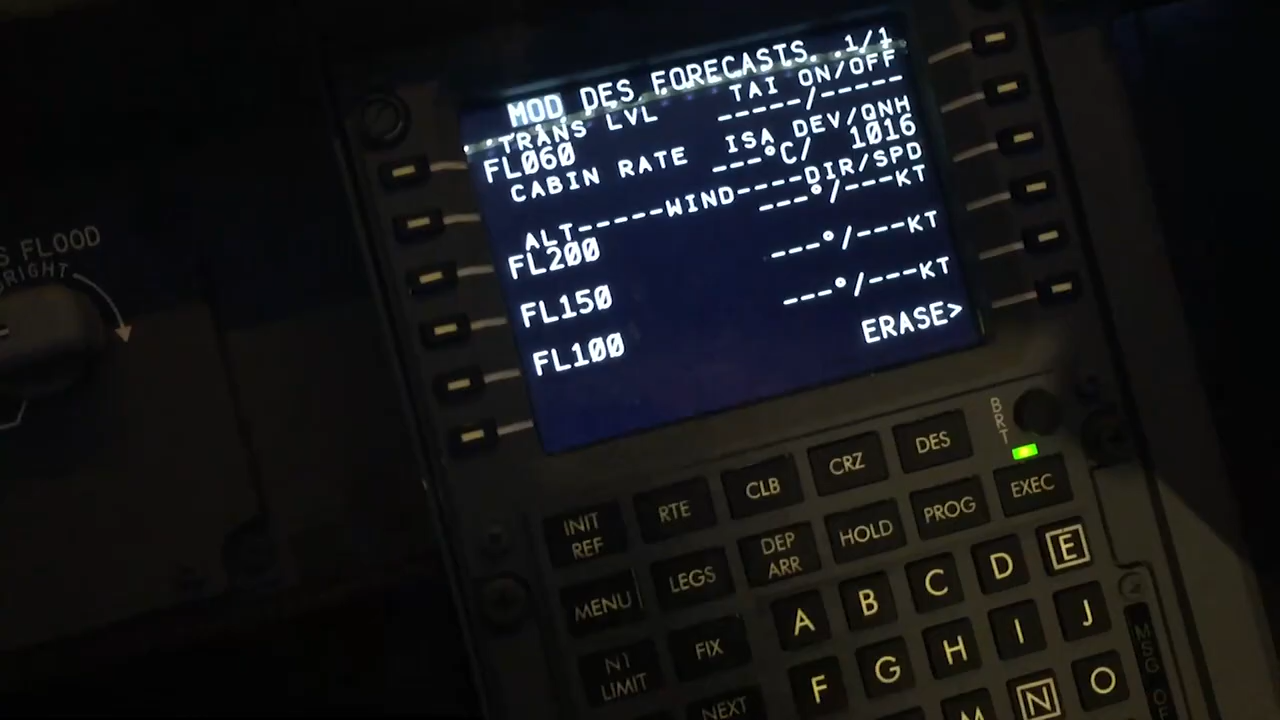 MOD DES FORECASTS 1/1
TRANS LVL TAI ON/OFF
FL060 -----/-----
CABIN RATE ISA DEV/QNH
---°C/ 1016
ALT-----WIND----DIR/SPD
FL200 ---°/---KT
FL150 ---°/---KT
FL100 ---°/---KT
ERASE>
S FLOOD
BRIGHT
BRT
INIT REF
RTE
CLB
CRZ
DES
MENU
LEGS
DEP ARR
HOLD
PROG
EXEC
N1 LIMIT
FIX
A B C D E
NEXT
F G H I J
M N O
MSG
OF